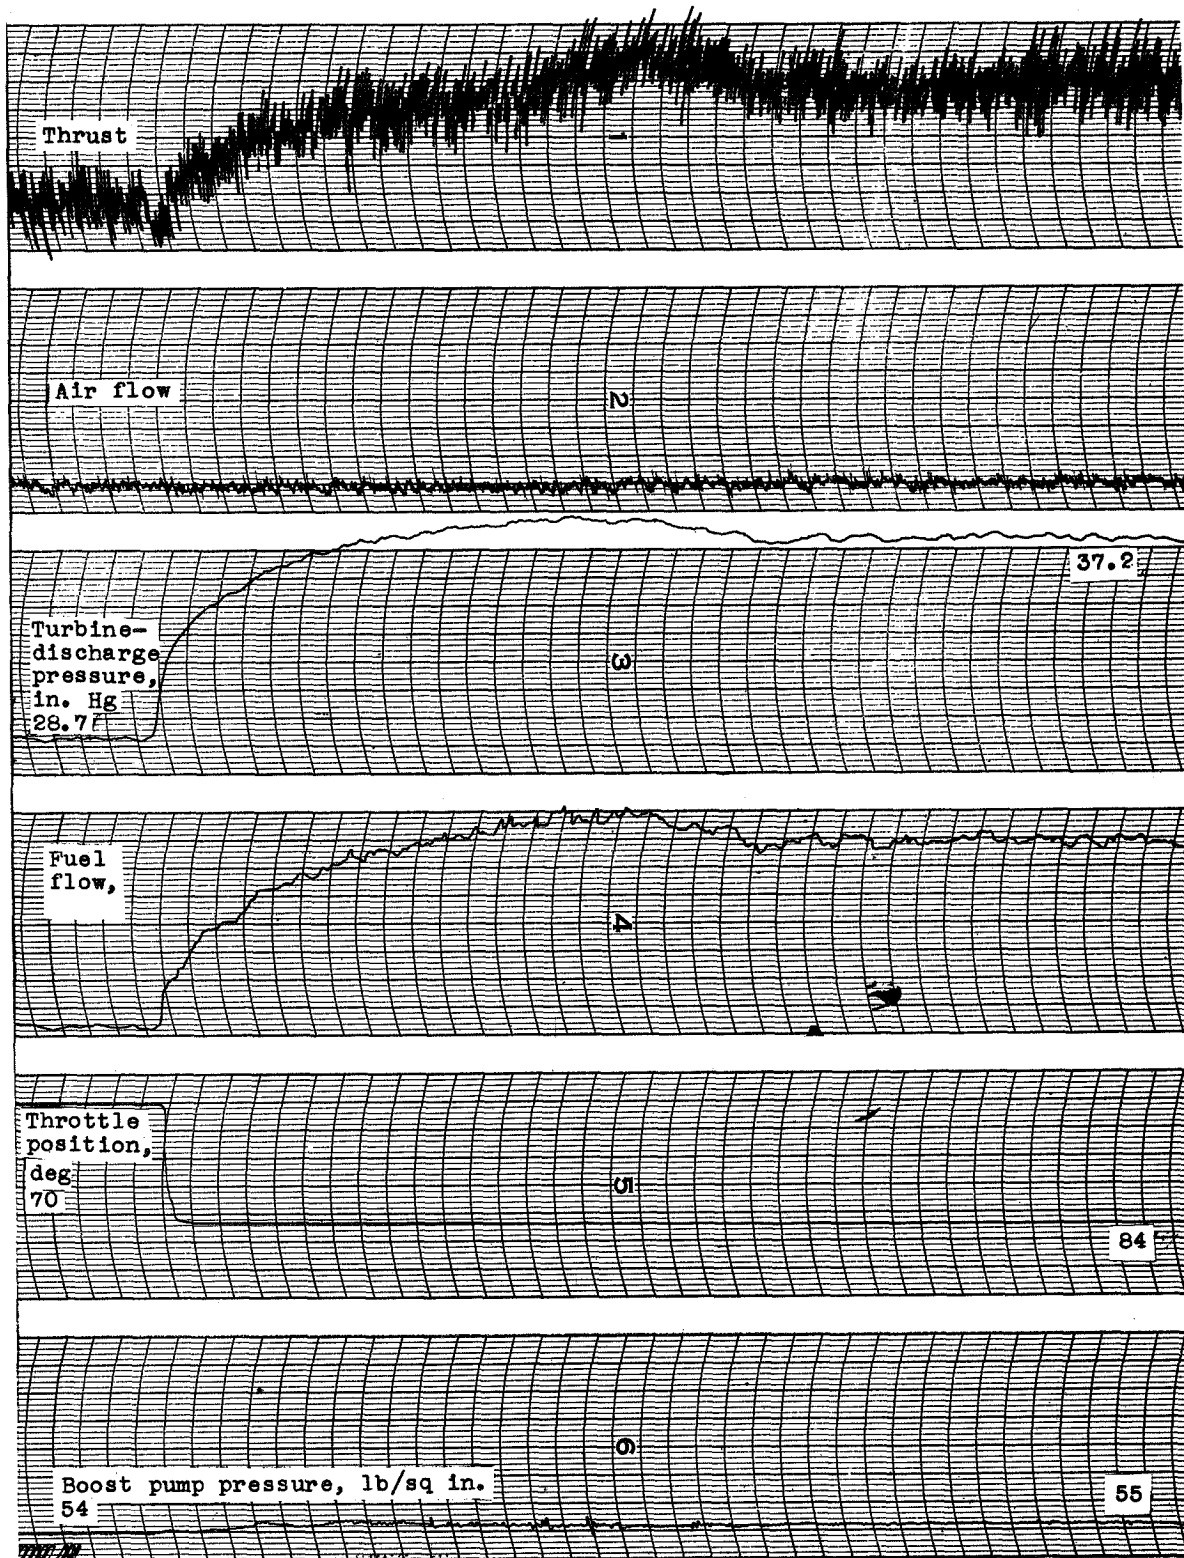 Thrust
1
Air flow
2
37.2
Turbine-
discharge
pressure,
in. Hg
28.7
3
Fuel
flow,
4
Throttle
position,
deg
70
5
84
6
Boost pump pressure, lb/sq in.
54
55